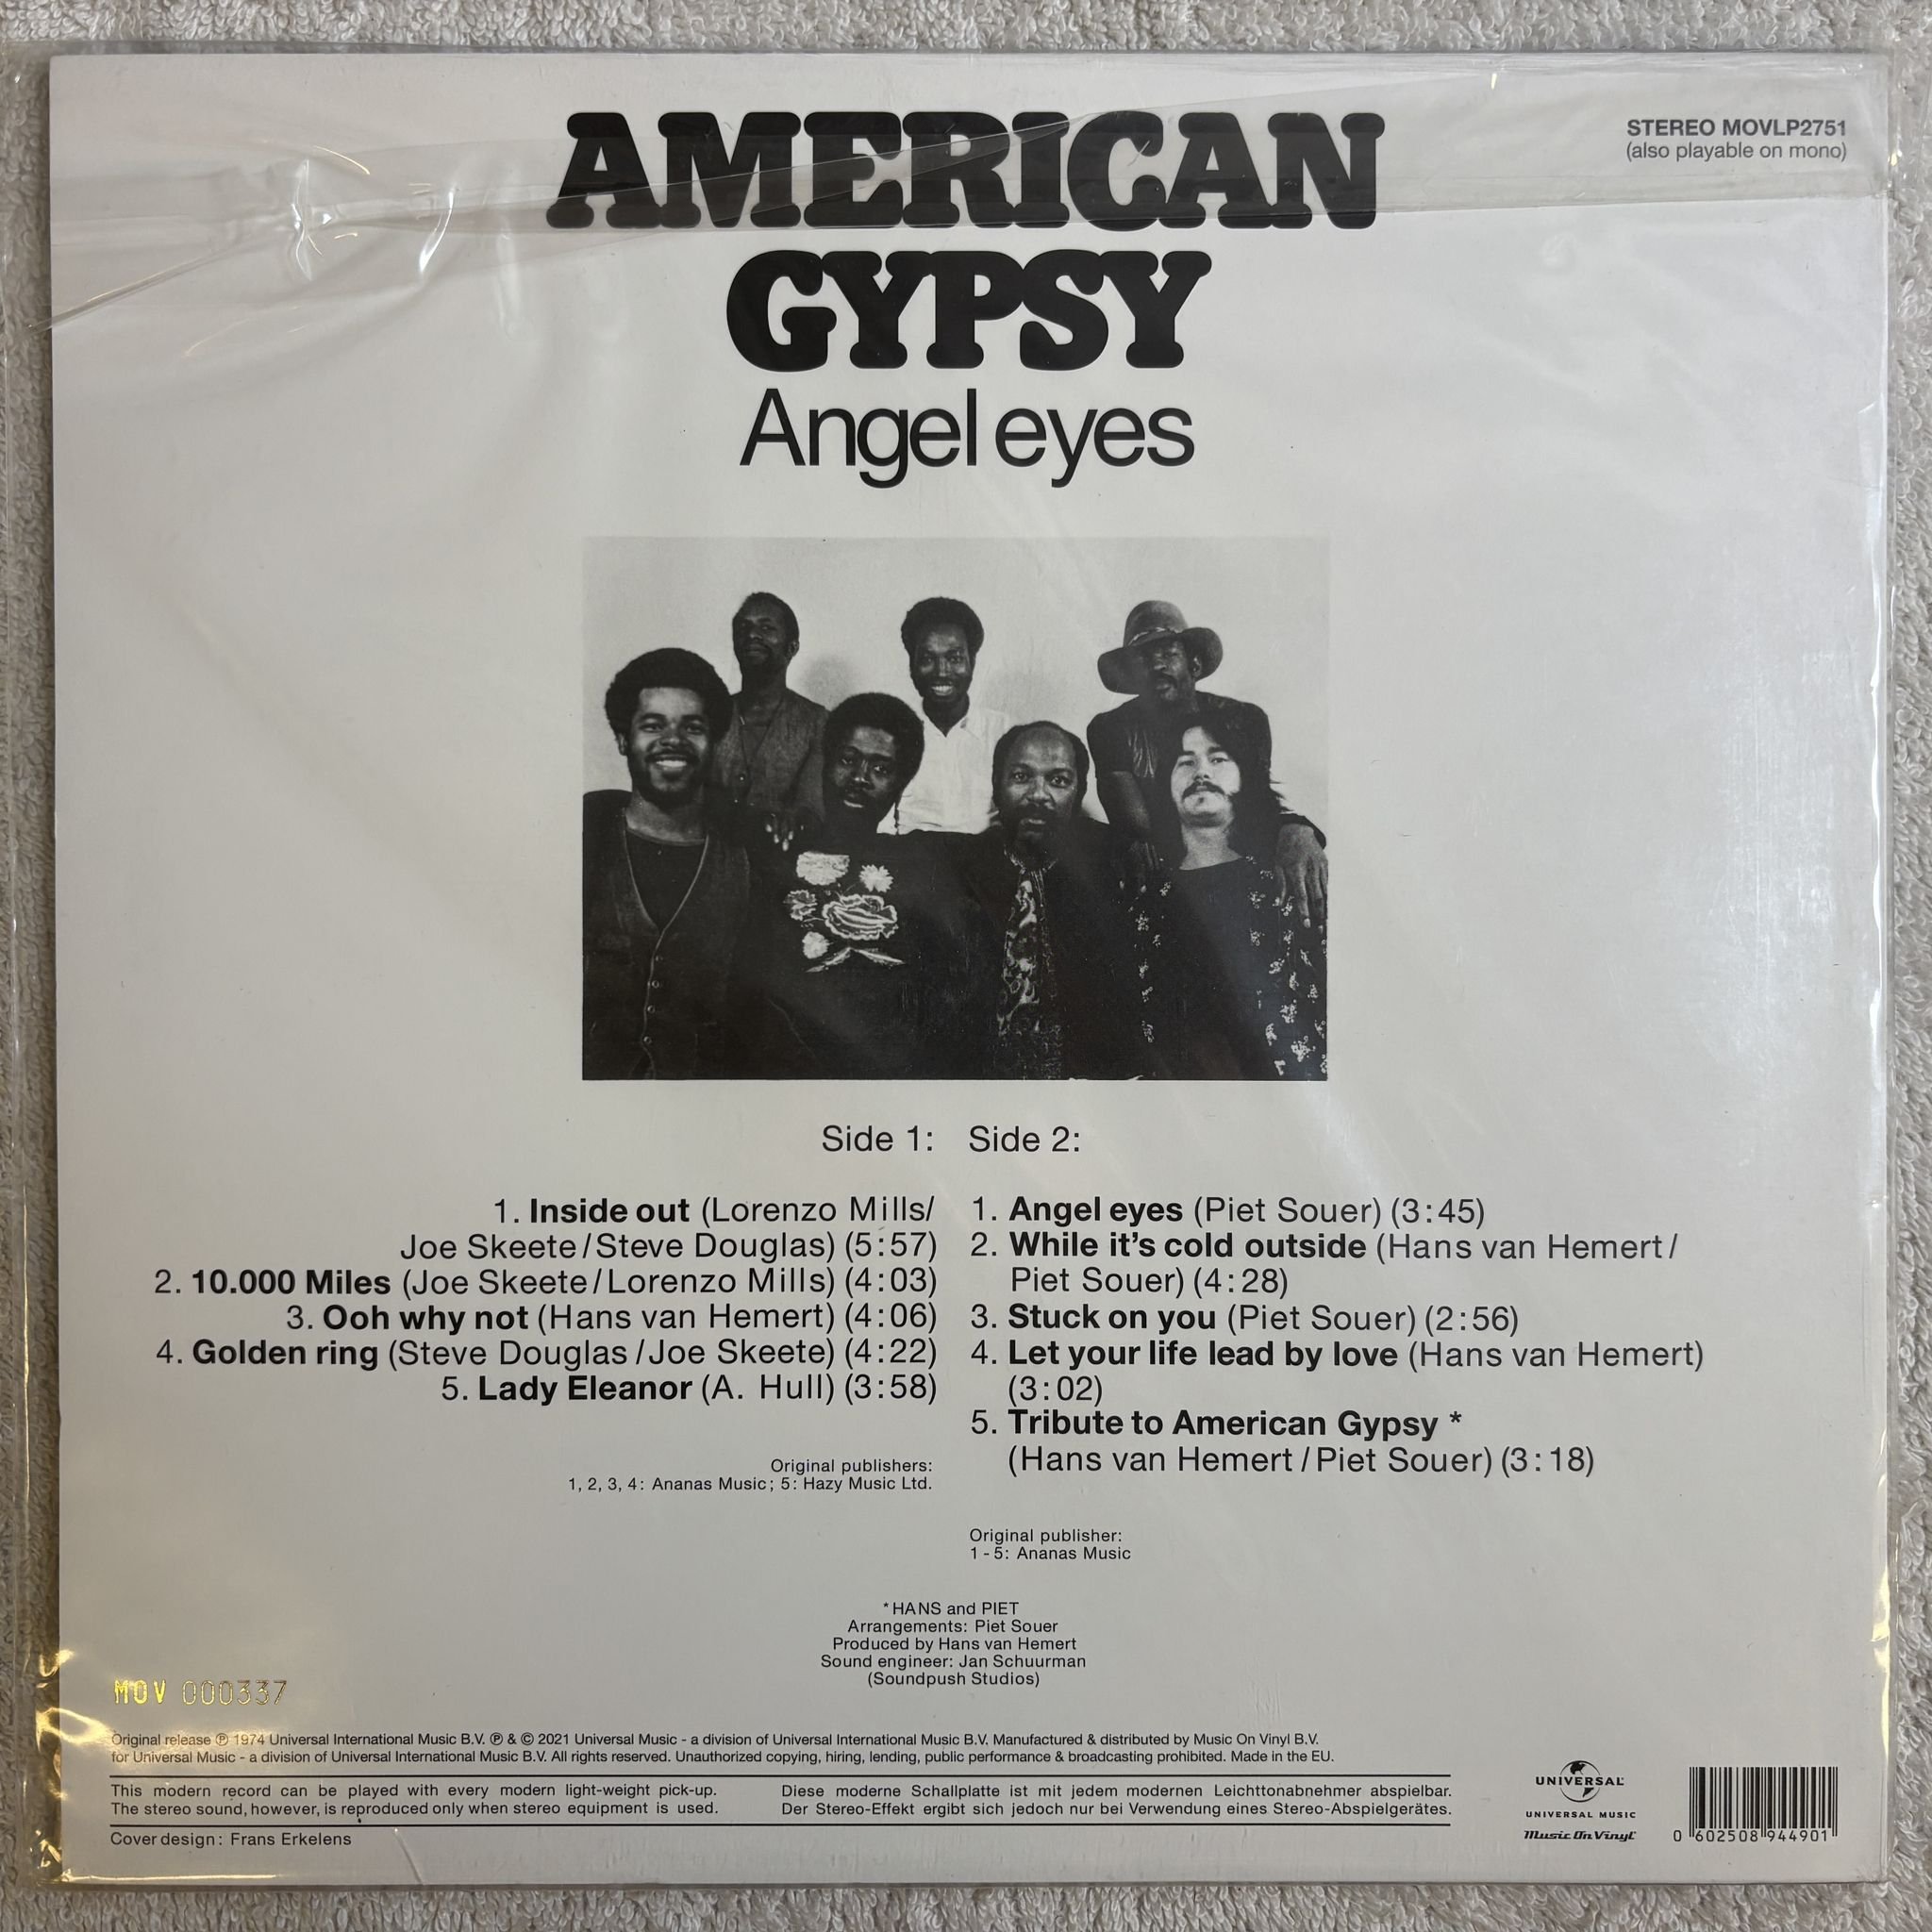 AMERICAN
GYPSY
Angel eyes
STEREO MOVLP2751
(also playable on mono)
Side 1:
1. Inside out (Lorenzo Mills/
Joe Skeete/Steve Douglas) (5:57)
2. 10.000 Miles (Joe Skeete/Lorenzo Mills) (4:03)
3. Ooh why not (Hans van Hemert) (4:06)
4. Golden ring (Steve Douglas/Joe Skeete) (4:22)
5. Lady Eleanor (A. Hull) (3:58)
Original publishers:
1, 2, 3, 4: Ananas Music; 5: Hazy Music Ltd.
Side 2:
1. Angel eyes (Piet Souer) (3:45)
2. While it's cold outside (Hans van Hemert/
Piet Souer) (4:28)
3. Stuck on you (Piet Souer) (2:56)
4. Let your life lead by love (Hans van Hemert)
(3:02)
5. Tribute to American Gypsy *
(Hans van Hemert/Piet Souer) (3:18)
Original publisher:
1-5: Ananas Music
*HANS and PIET
Arrangements: Piet Souer
Produced by Hans van Hemert
Sound engineer: Jan Schuurman
(Soundpush Studios)
MOV 000337
Original release ℗ 1974 Universal International Music B.V. ℗ & © 2021 Universal Music - a division of Universal International Music B.V. Manufactured & distributed by Music On Vinyl B.V.
for Universal Music - a division of Universal International Music B.V. All rights reserved. Unauthorized copying, hiring, lending, public performance & broadcasting prohibited. Made in the EU.
This modern record can be played with every modern light-weight pick-up.
The stereo sound, however, is reproduced only when stereo equipment is used.
Diese moderne Schallplatte ist mit jedem modernen Leichttonabnehmer abspielbar.
Der Stereo-Effekt ergibt sich jedoch nur bei Verwendung eines Stereo-Abspielgerätes.
Cover design: Frans Erkelens
UNIVERSAL
UNIVERSAL MUSIC
Music On Vinyl
0 602508 944901